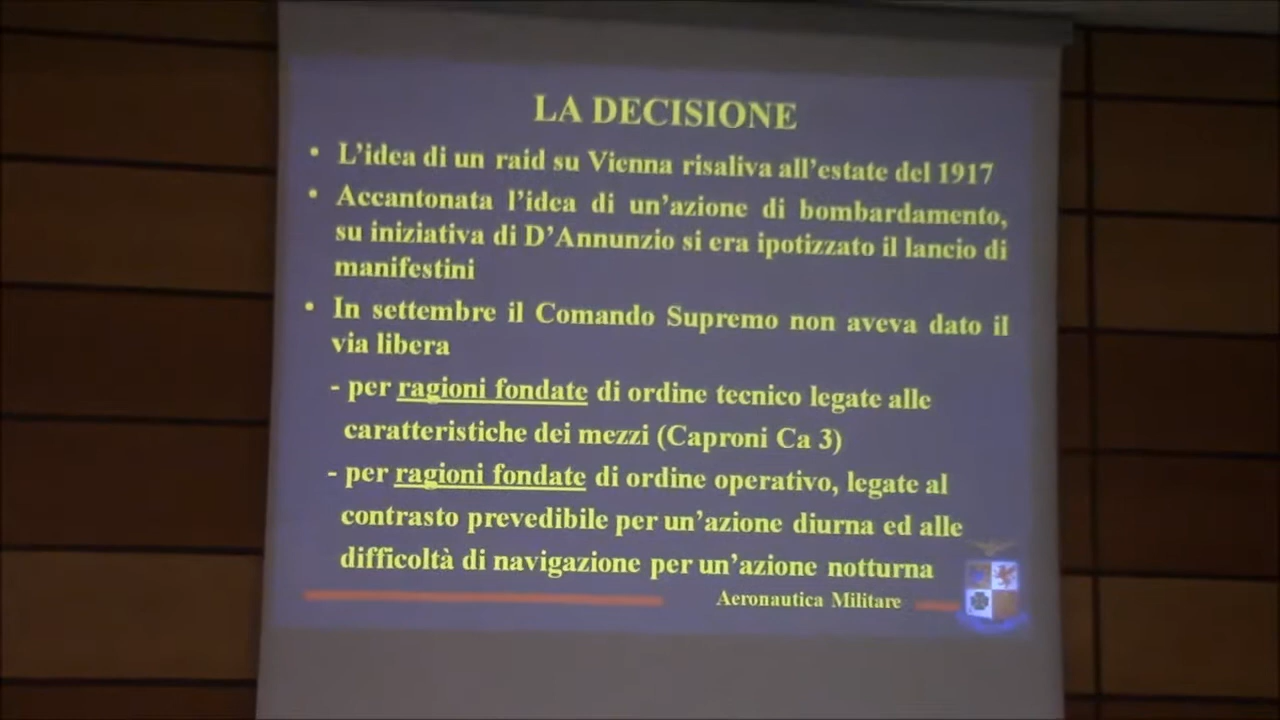 LA DECISIONE
• L'idea di un raid su Vienna risaliva all'estate del 1917
• Accantonata l'idea di un'azione di bombardamento,
su iniziativa di D'Annunzio si era ipotizzato il lancio di
manifestini
• In settembre il Comando Supremo non aveva dato il
via libera
- per ragioni fondate di ordine tecnico legate alle
caratteristiche dei mezzi (Caproni Ca 3)
- per ragioni fondate di ordine operativo, legate al
contrasto prevedibile per un'azione diurna ed alle
difficoltà di navigazione per un'azione notturna
Aeronautica Militare